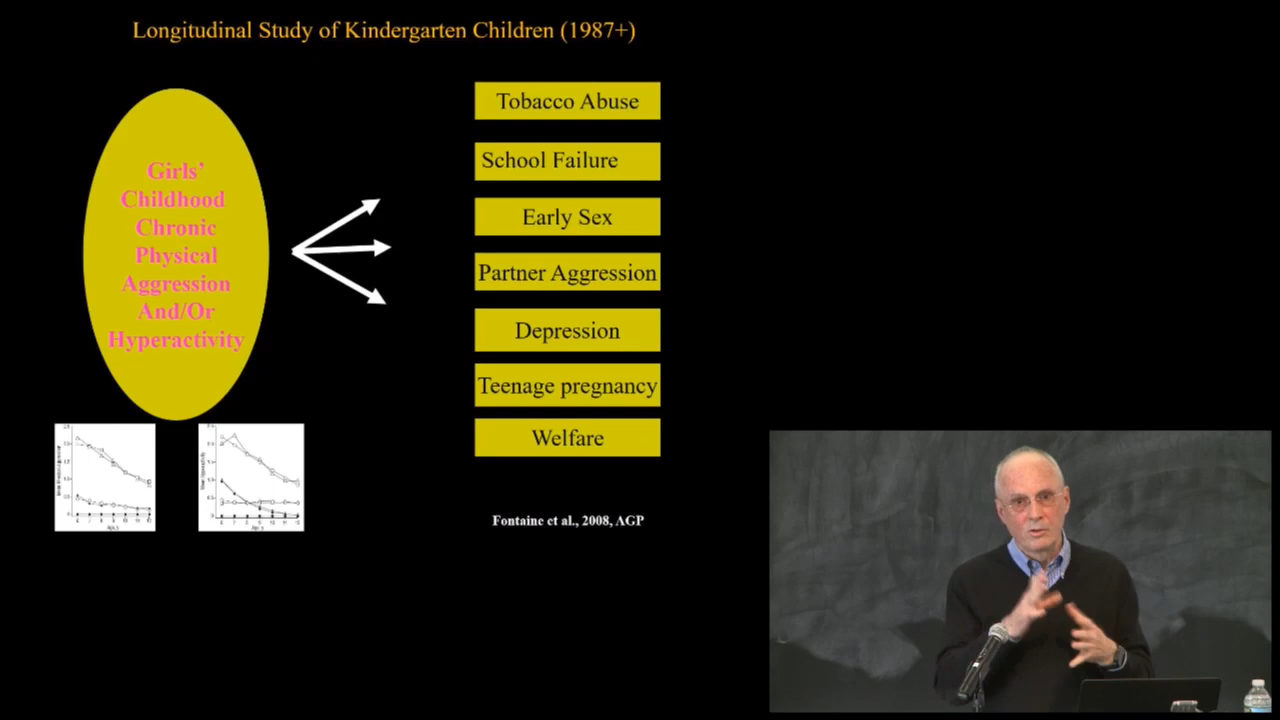 Longitudinal Study of Kindergarten Children (1987+)
Girls'
Childhood
Chronic
Physical
Aggression
And/Or
Hyperactivity
Tobacco Abuse
School Failure
Early Sex
Partner Aggression
Depression
Teenage pregnancy
Welfare
Fontaine et al., 2008, AGP